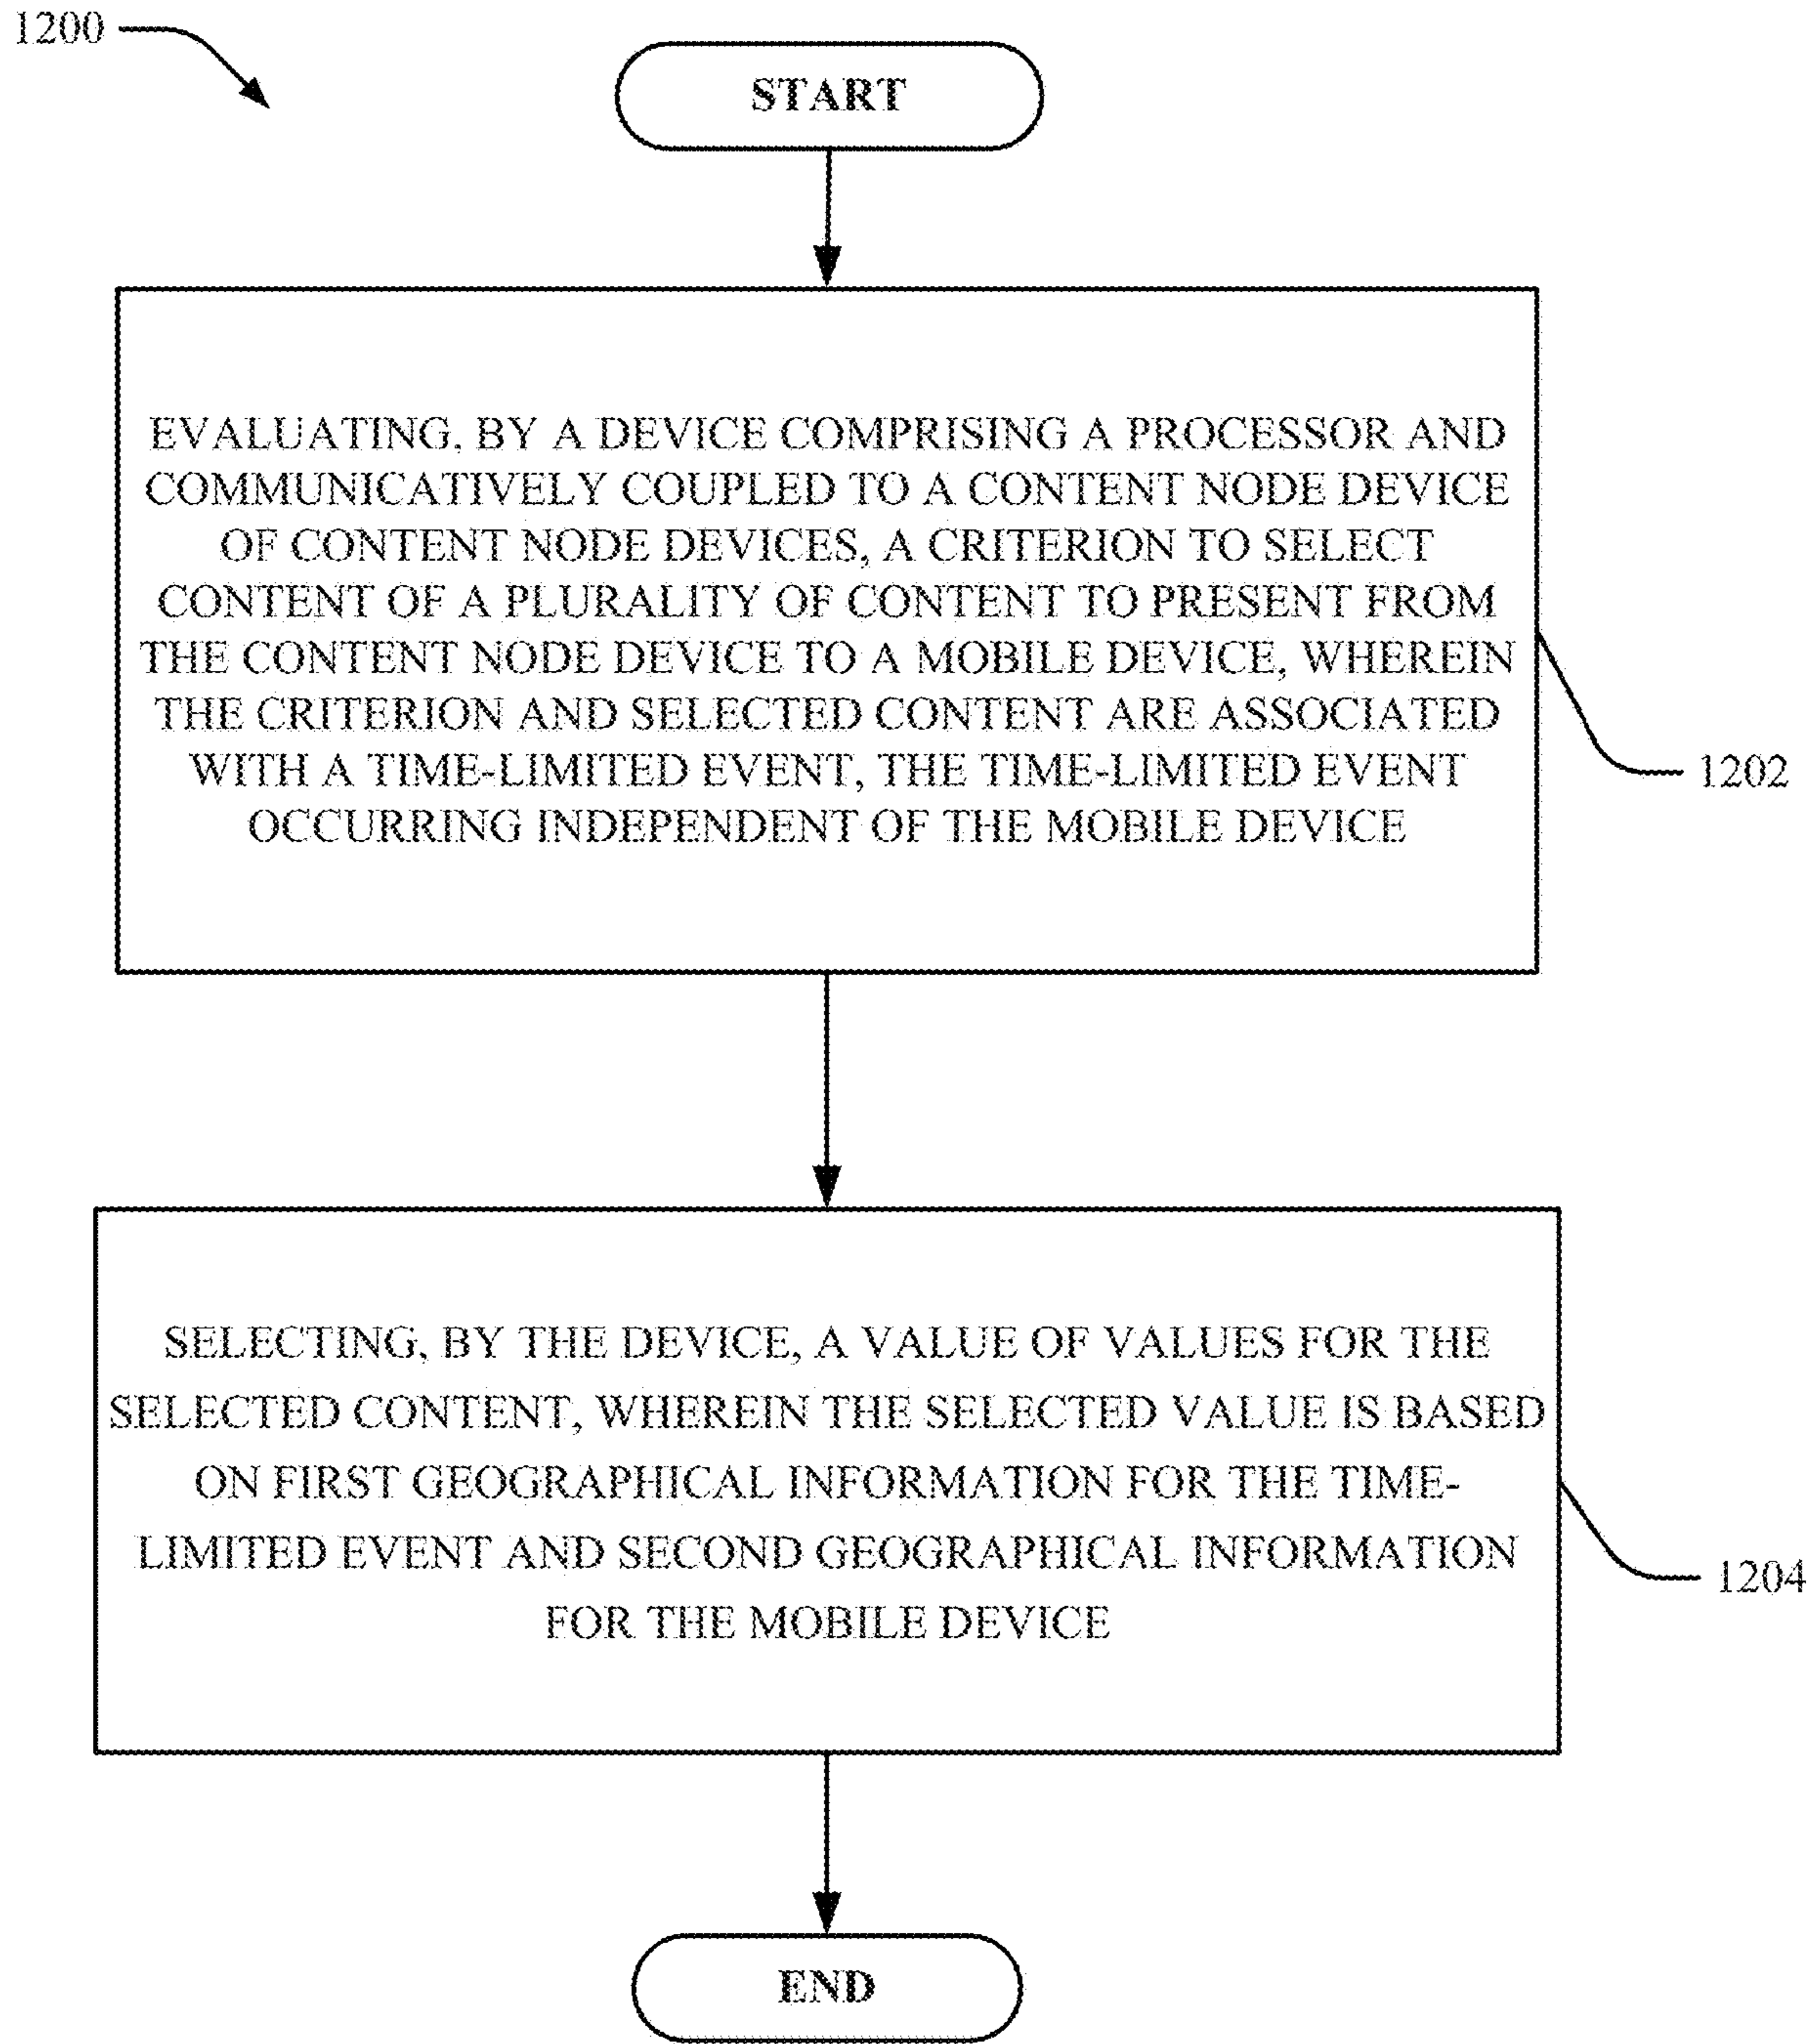 1200
START
EVALUATING, BY A DEVICE COMPRISING A PROCESSOR AND
COMMUNICATIVELY COUPLED TO A CONTENT NODE DEVICE
OF CONTENT NODE DEVICES, A CRITERION TO SELECT
CONTENT OF A PLURALITY OF CONTENT TO PRESENT FROM
THE CONTENT NODE DEVICE TO A MOBILE DEVICE, WHEREIN
THE CRITERION AND SELECTED CONTENT ARE ASSOCIATED
WITH A TIME-LIMITED EVENT, THE TIME-LIMITED EVENT
OCCURRING INDEPENDENT OF THE MOBILE DEVICE
1202
SELECTING, BY THE DEVICE, A VALUE OF VALUES FOR THE
SELECTED CONTENT, WHEREIN THE SELECTED VALUE IS BASED
ON FIRST GEOGRAPHICAL INFORMATION FOR THE TIME-
LIMITED EVENT AND SECOND GEOGRAPHICAL INFORMATION
FOR THE MOBILE DEVICE
1204
END